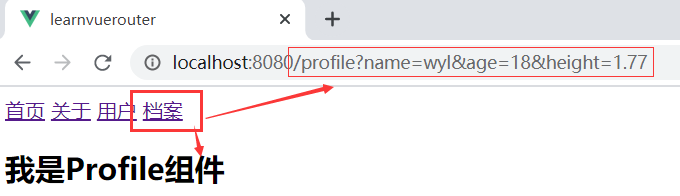 learnvuerouter
localhost:8080/profile?name=wyl&age=18&height=1.77
首页 关于 用户 档案
我是Profile组件